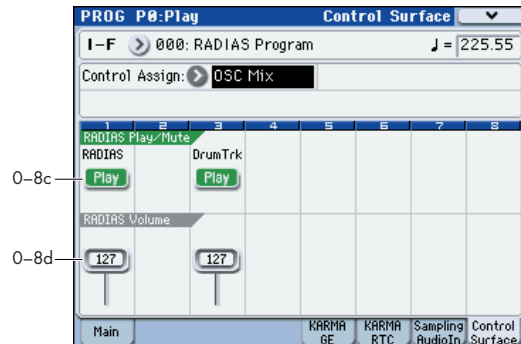 PROG P0:Play Control Surface
I-F 000: RADIAS Program ♩ = 225.55
Control Assign: OSC Mix
1 2 3 4 5 6 7 8
RADIAS Play/Mute
RADIAS DrumTrk
0–8c Play Play
RADIAS Volume
0–8d 127 127
Main KARMA GE KARMA RTC Sampling AudioIn Control Surface